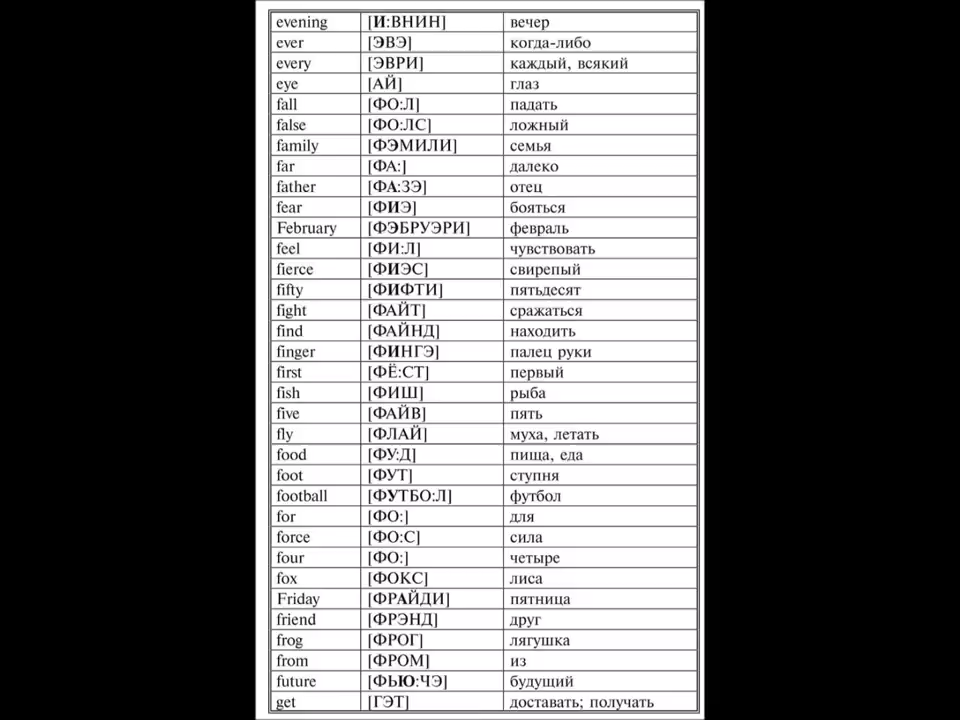 evening [И:ВНИН] вечер
ever [ЭВЭ] когда-либо
every [ЭВРИ] каждый, всякий
eye [АЙ] глаз
fall [ФО:Л] падать
false [ФО:ЛС] ложный
family [ФЭМИЛИ] семья
far [ФА:] далеко
father [ФА:ЗЭ] отец
fear [ФИЭ] бояться
February [ФЭБРУЭРИ] февраль
feel [ФИ:Л] чувствовать
fierce [ФИЭС] свирепый
fifty [ФИФТИ] пятьдесят
fight [ФАЙТ] сражаться
find [ФАЙНД] находить
finger [ФИНГЭ] палец руки
first [ФЁ:СТ] первый
fish [ФИШ] рыба
five [ФАЙВ] пять
fly [ФЛАЙ] муха, летать
food [ФУ:Д] пища, еда
foot [ФУТ] ступня
football [ФУТБО:Л] футбол
for [ФО:] для
force [ФО:С] сила
four [ФО:] четыре
fox [ФОКС] лиса
Friday [ФРАЙДИ] пятница
friend [ФРЭНД] друг
frog [ФРОГ] лягушка
from [ФРОМ] из
future [ФЬЮ:ЧЭ] будущий
get [ГЭТ] доставать; получать